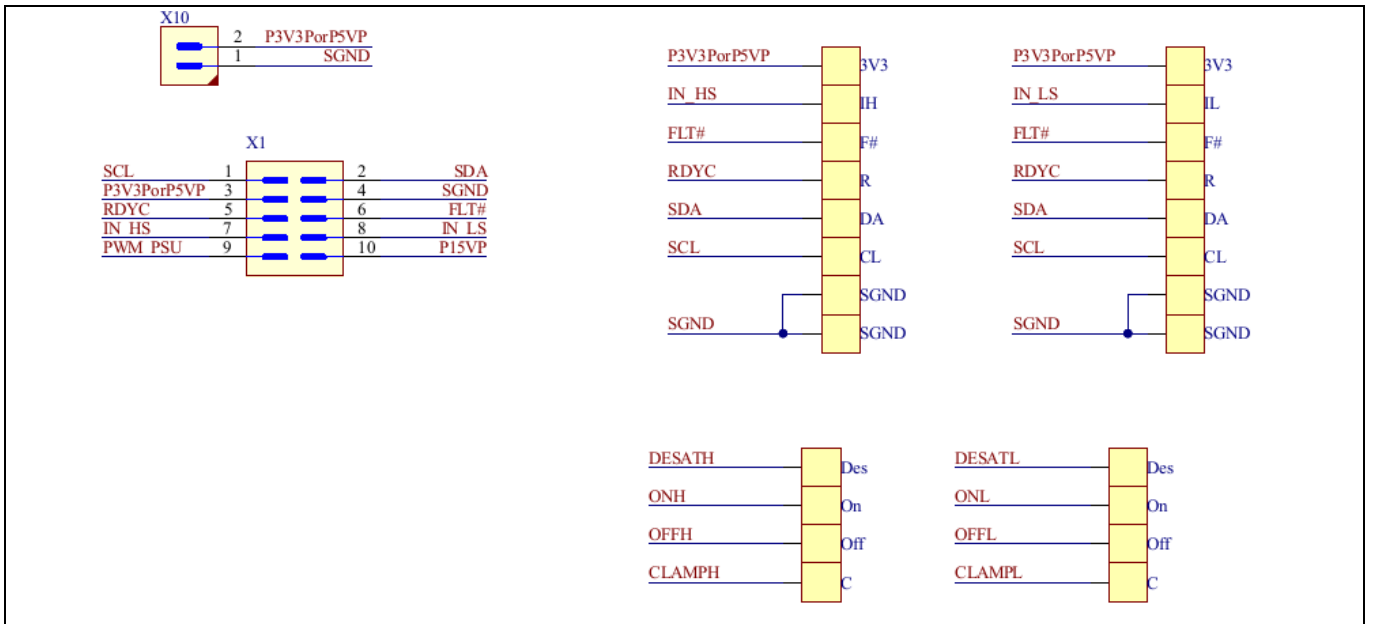 X10
2 P3V3PorP5VP
1 SGND
X1
SCL 1 2 SDA
P3V3PorP5VP 3 4 SGND
RDYC 5 6 FLT#
IN_HS 7 8 IN_LS
PWM_PSU 9 10 P15VP
P3V3PorP5VP 3V3
IN_HS IH
FLT# F#
RDYC R
SDA DA
SCL CL
SGND
SGND SGND
P3V3PorP5VP 3V3
IN_LS IL
FLT# F#
RDYC R
SDA DA
SCL CL
SGND
SGND SGND
DESATH Des
ONH On
OFFH Off
CLAMPH C
DESATL Des
ONL On
OFFL Off
CLAMPL C